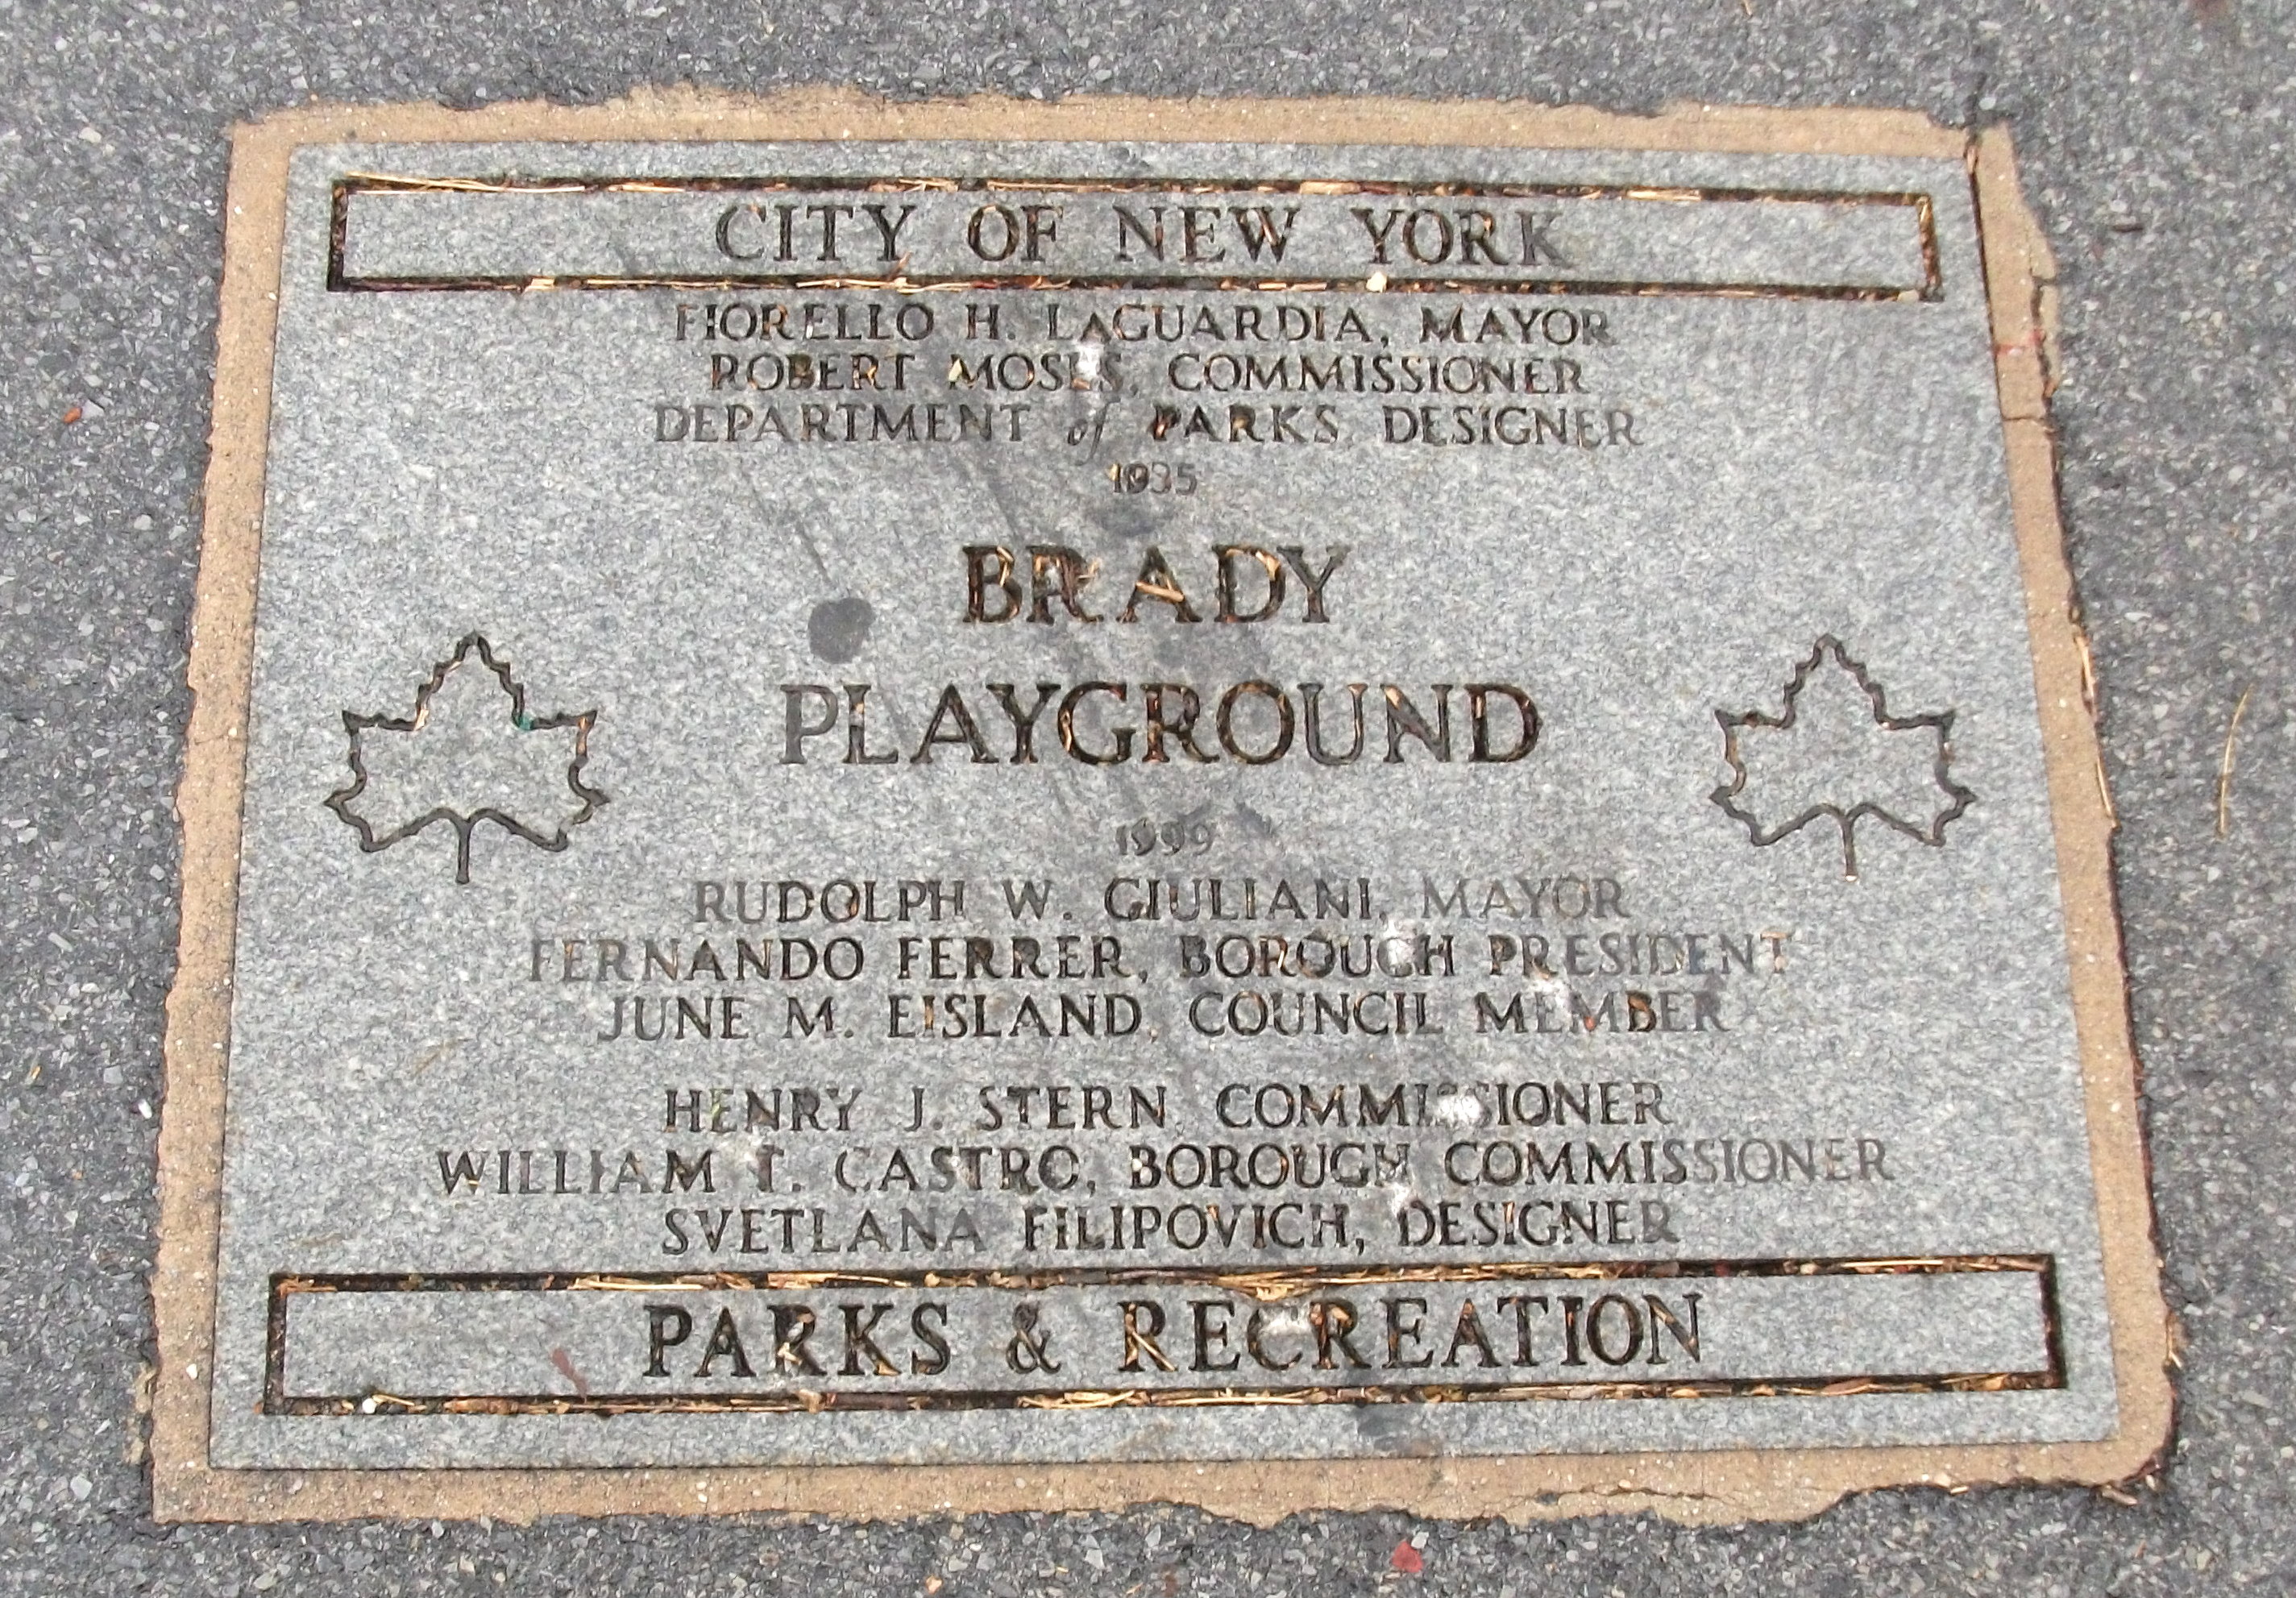 CITY OF NEW YORK
FIORELLO H. LAGUARDIA, MAYOR
ROBERT MOSES, COMMISSIONER
DEPARTMENT of PARKS DESIGNER
1935
BRADY
PLAYGROUND
1999
RUDOLPH W. GIULIANI, MAYOR
FERNANDO FERRER, BOROUGH PRESIDENT
JUNE M. EISLAND, COUNCIL MEMBER
HENRY J. STERN COMMISSIONER
WILLIAM T. CASTRO, BOROUGH COMMISSIONER
SVETLANA FILIPOVICH, DESIGNER
PARKS & RECREATION